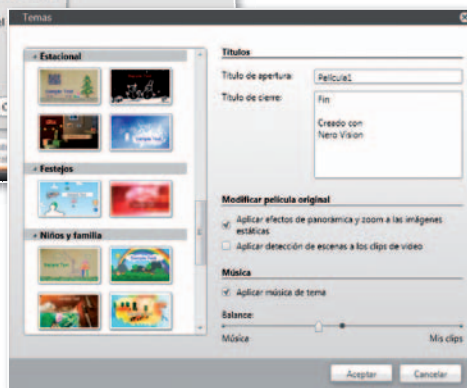 el
Temas
Estacional
Festejos
Niños y familia
Títulos
Título de apertura:
Película1
Título de cierre:
Fin
Creado con
Nero Vision
Modificar película original
Aplicar efectos de panorámica y zoom a las imágenes
estáticas
Aplicar detección de escenas a los clips de vídeo
Música
Aplicar música de tema
Balance:
Música
Mis clips
Aceptar
Cancelar